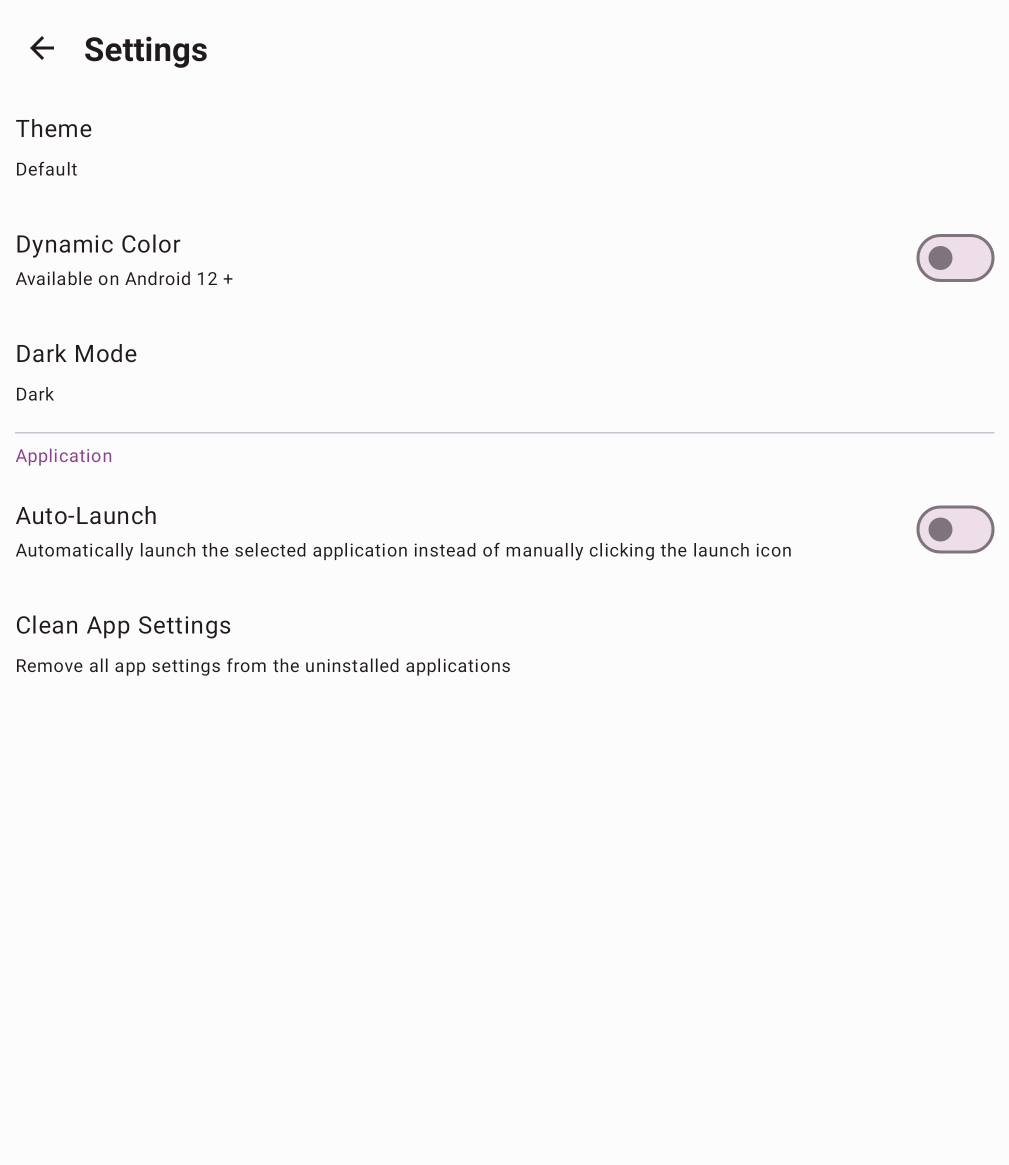 Settings
Theme
Default
Dynamic Color
Available on Android 12 +
Dark Mode
Dark
Application
Auto-Launch
Automatically launch the selected application instead of manually clicking the launch icon
Clean App Settings
Remove all app settings from the uninstalled applications